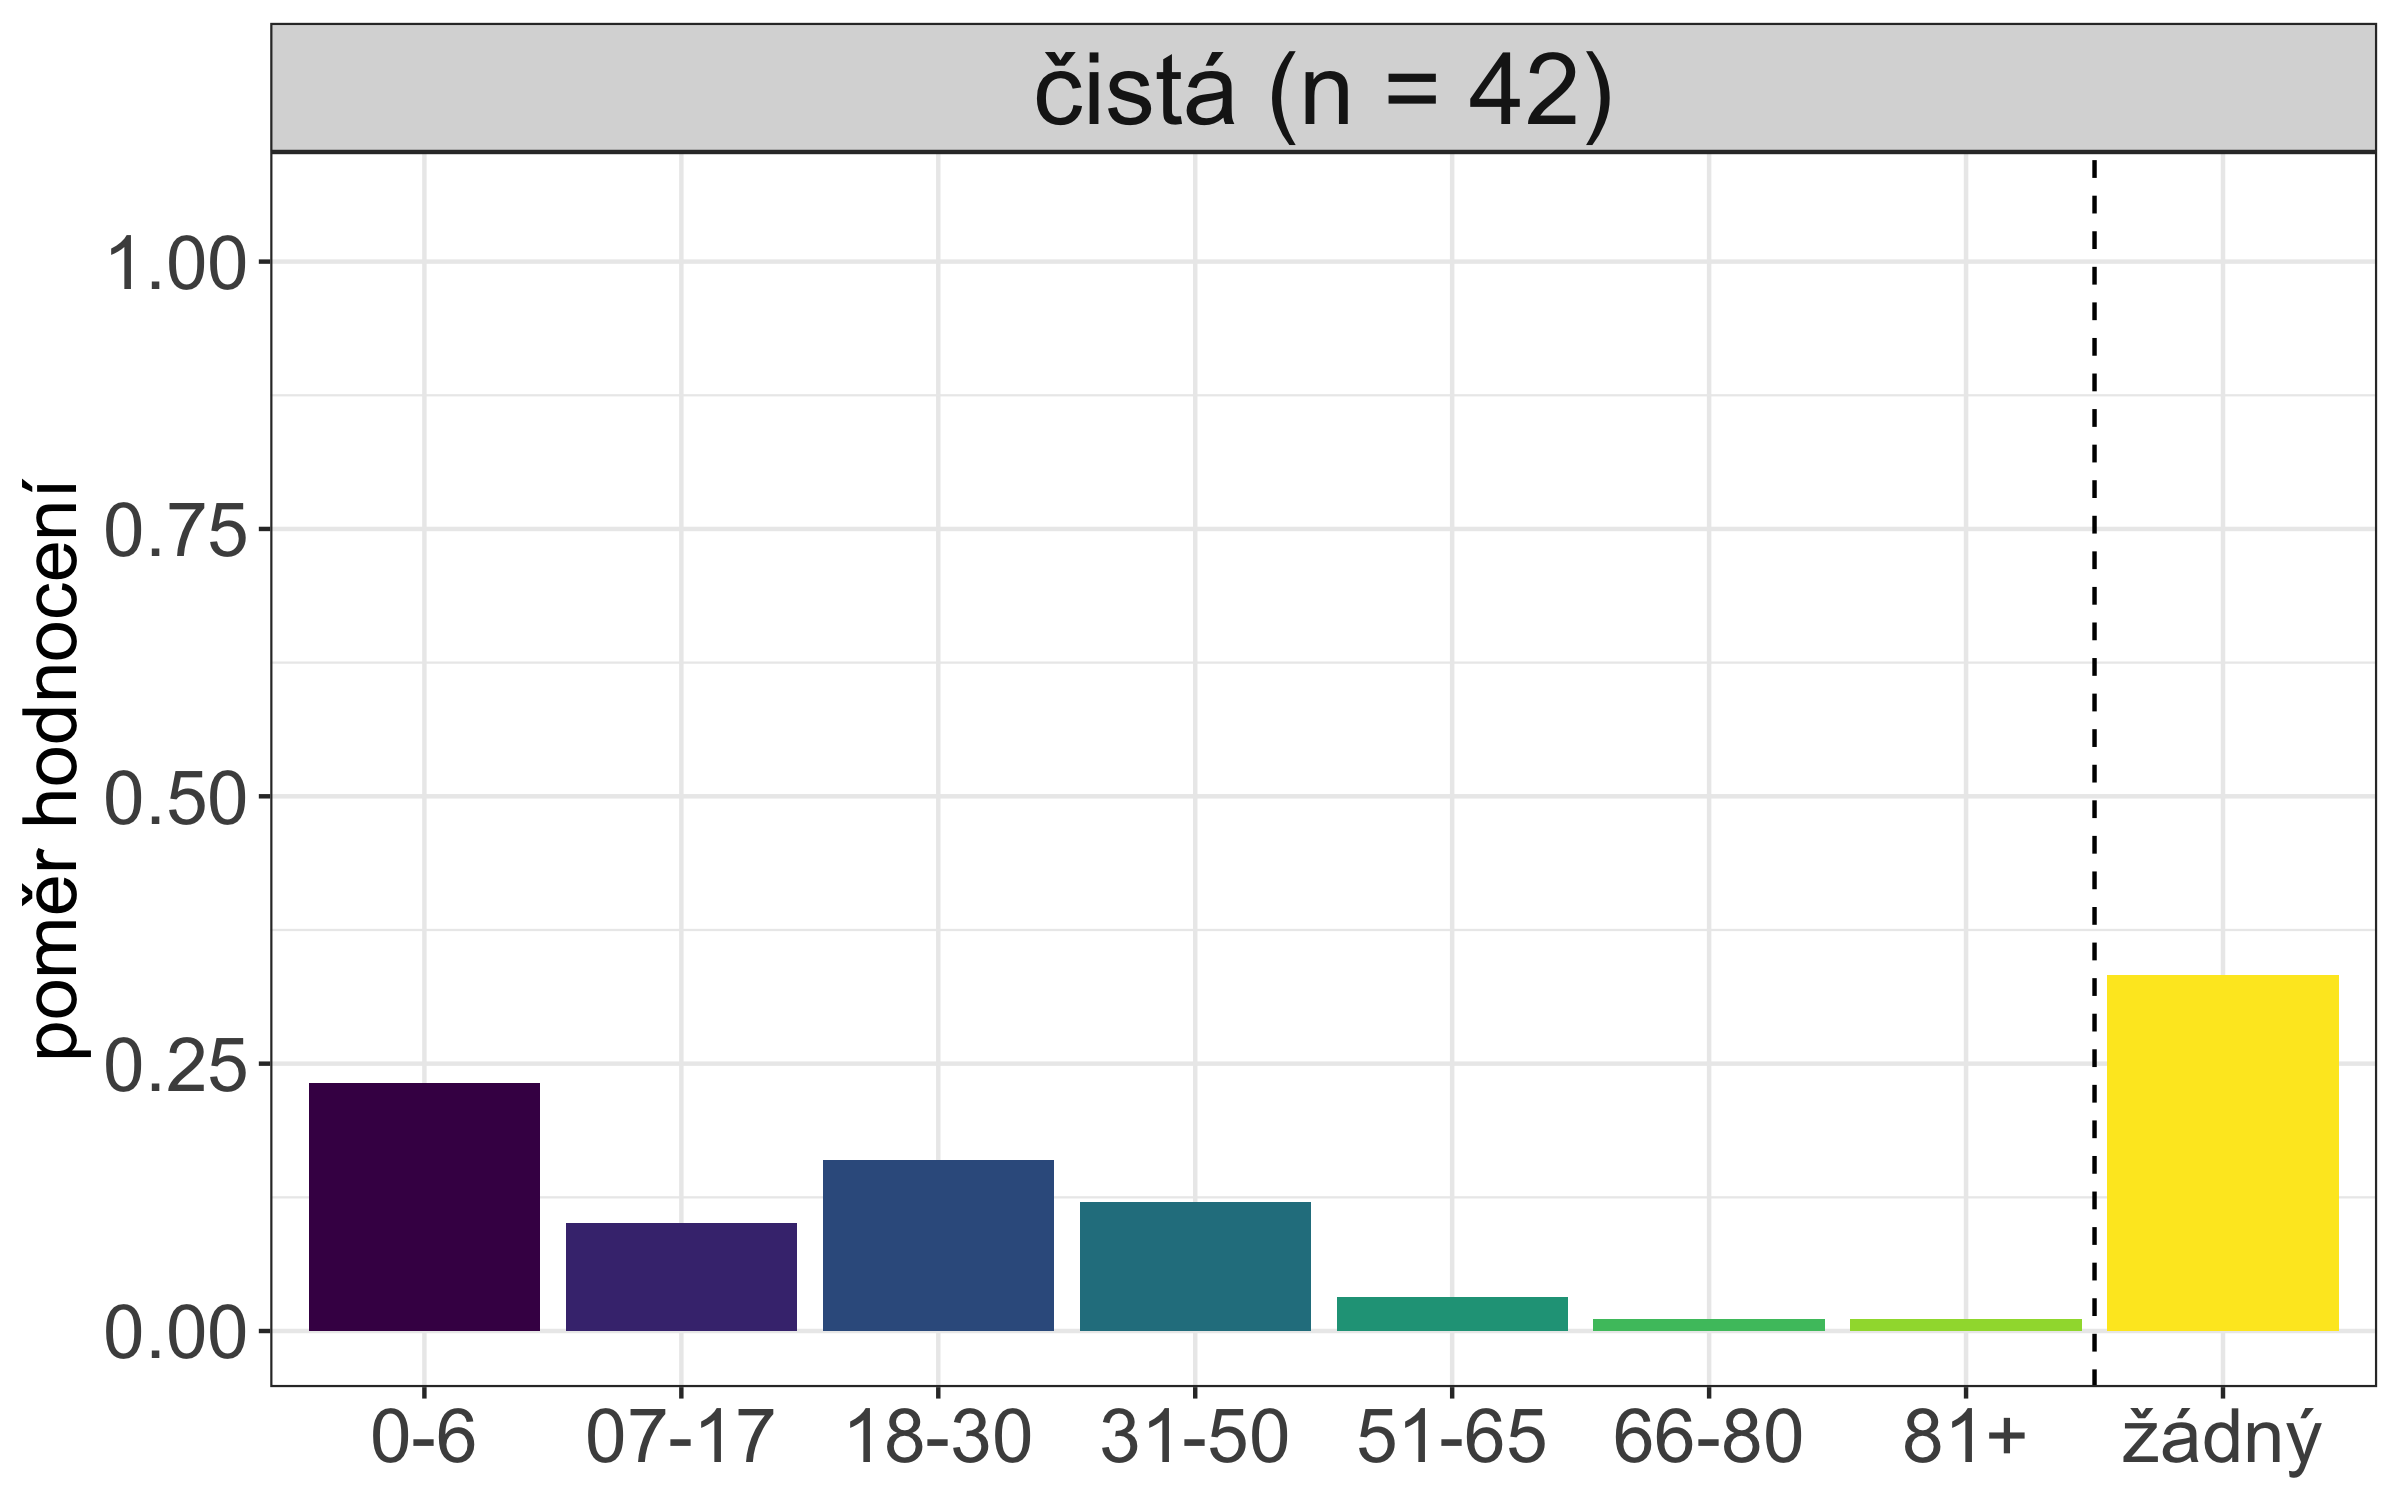 čistá (n = 42)
poměr hodnocení
1.00
0.75
0.50
0.25
0.00
0-6 07-17 18-30 31-50 51-65 66-80 81+ žádný